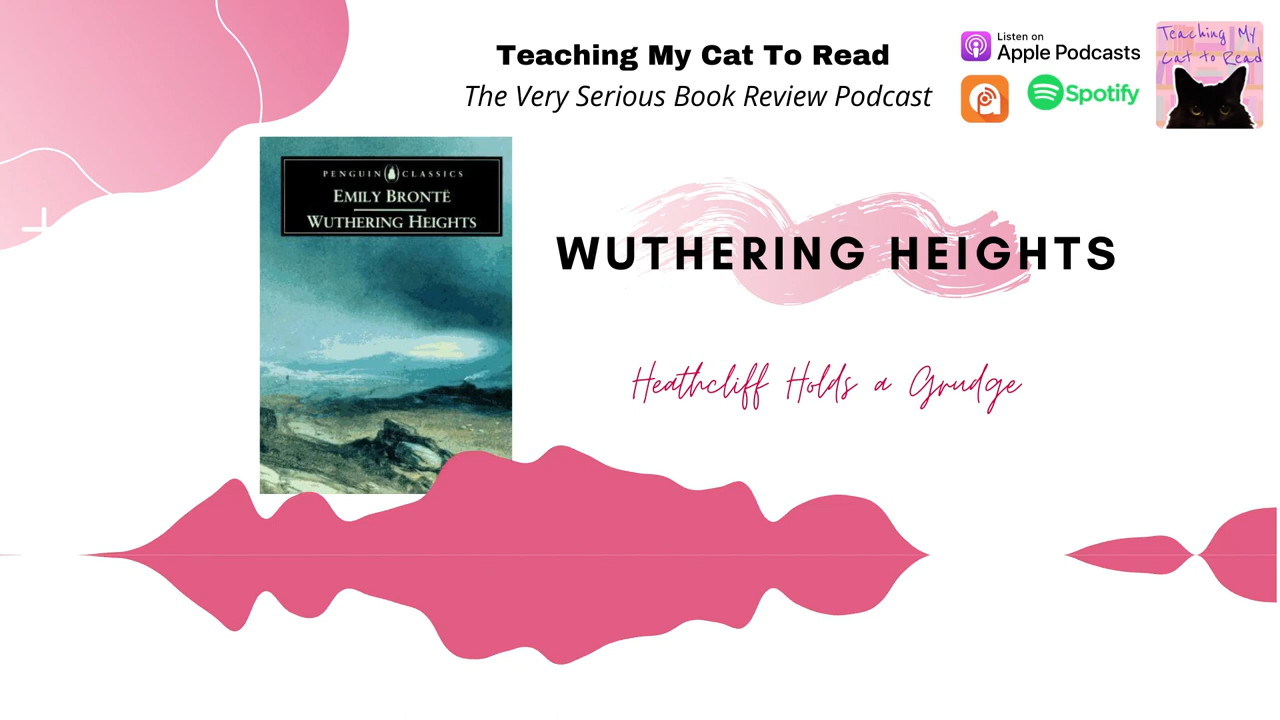 Teaching My Cat To Read
The Very Serious Book Review Podcast
Listen on
Apple Podcasts
Spotify
Teaching My
Cat to Read
PENGUIN CLASSICS
EMILY BRONTË
WUTHERING HEIGHTS
WUTHERING HEIGHTS
Heathcliff Holds a Grudge